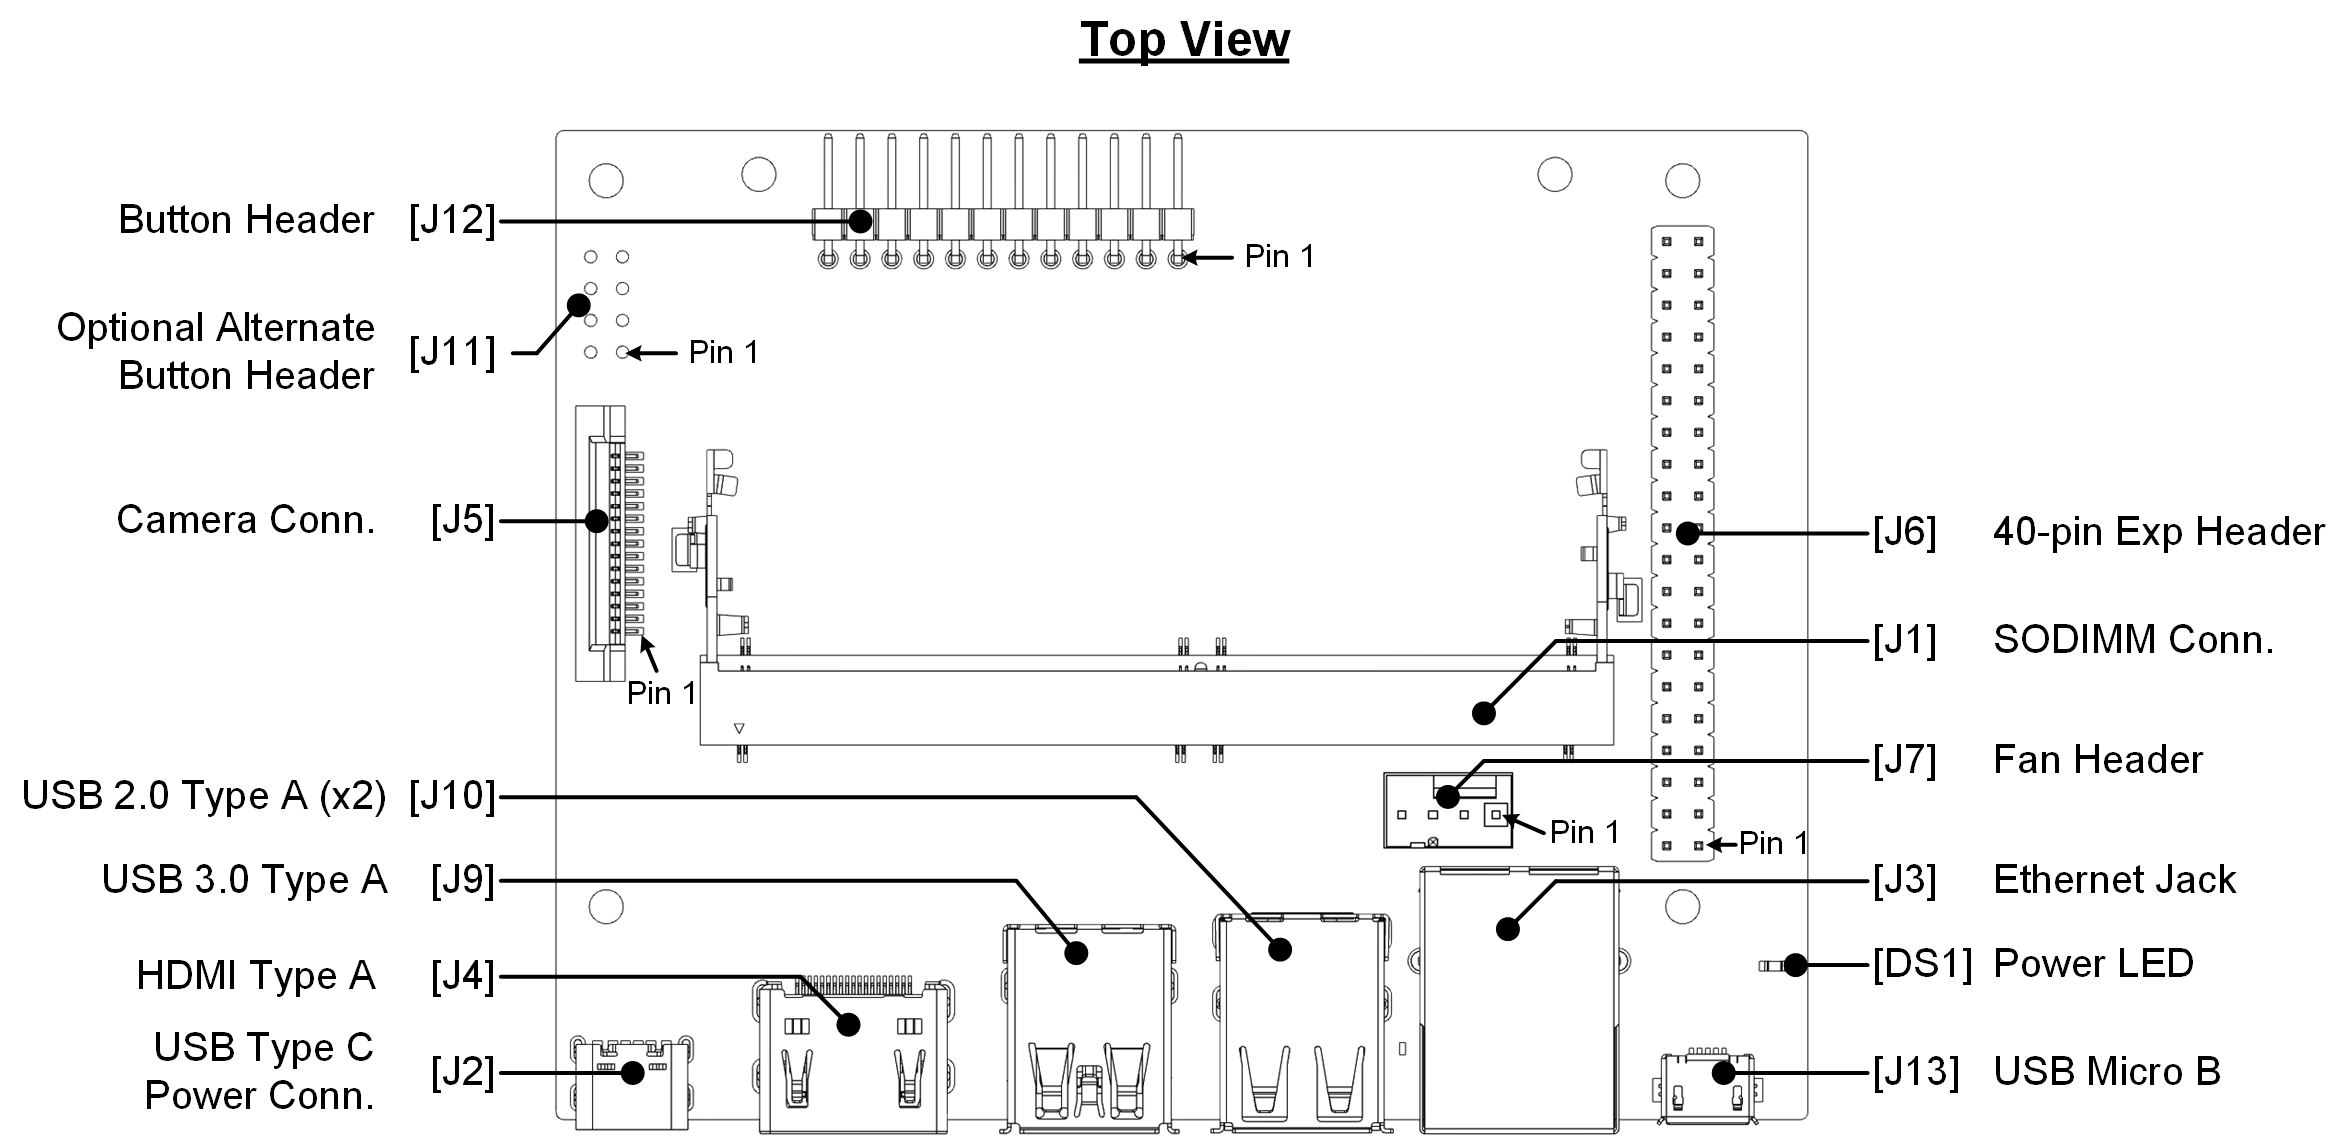 Top View
Button Header [J12]
Pin 1
Optional Alternate
Button Header [J11]
Pin 1
Camera Conn. [J5]
Pin 1
USB 2.0 Type A (x2) [J10]
USB 3.0 Type A [J9]
HDMI Type A [J4]
USB Type C
Power Conn. [J2]
[J6] 40-pin Exp Header
[J1] SODIMM Conn.
[J7] Fan Header
Pin 1
Pin 1
[J3] Ethernet Jack
[DS1] Power LED
[J13] USB Micro B